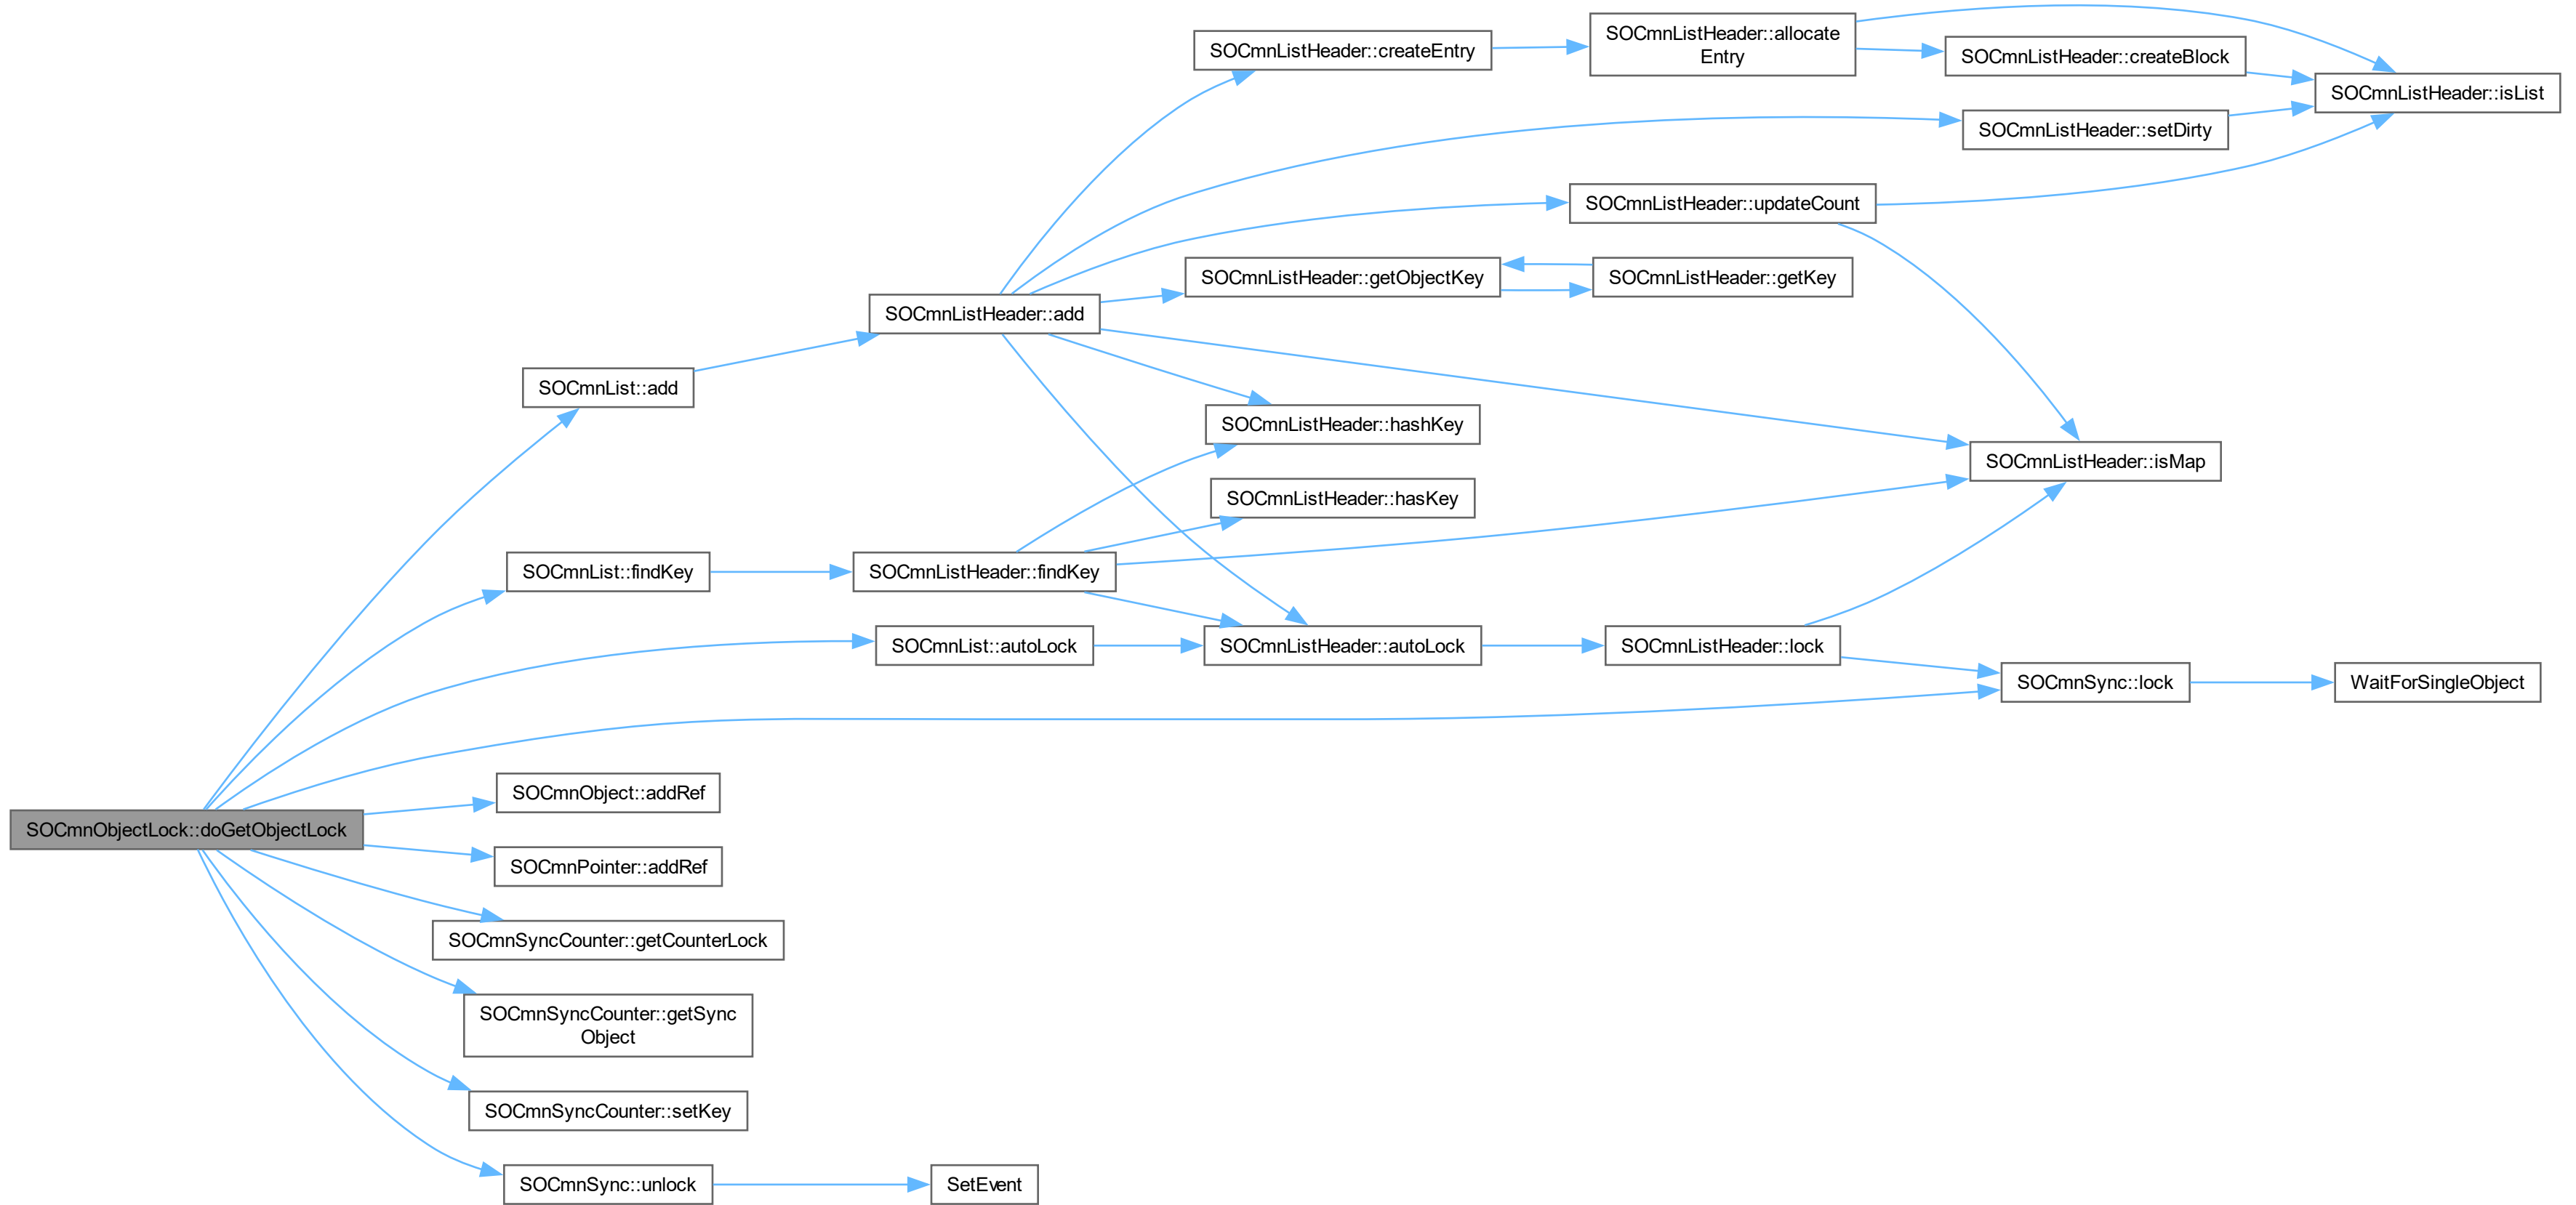 SOCmnListHeader::allocate
Entry
SOCmnListHeader::createEntry
SOCmnListHeader::createBlock
SOCmnListHeader::isList
SOCmnListHeader::setDirty
SOCmnListHeader::updateCount
SOCmnListHeader::getObjectKey
SOCmnListHeader::getKey
SOCmnListHeader::add
SOCmnList::add
SOCmnListHeader::hashKey
SOCmnListHeader::isMap
SOCmnListHeader::hasKey
SOCmnList::findKey
SOCmnListHeader::findKey
SOCmnList::autoLock
SOCmnListHeader::autoLock
SOCmnListHeader::lock
SOCmnSync::lock
WaitForSingleObject
SOCmnObject::addRef
SOCmnObjectLock::doGetObjectLock
SOCmnPointer::addRef
SOCmnSyncCounter::getCounterLock
SOCmnSyncCounter::getSync
Object
SOCmnSyncCounter::setKey
SOCmnSync::unlock
SetEvent